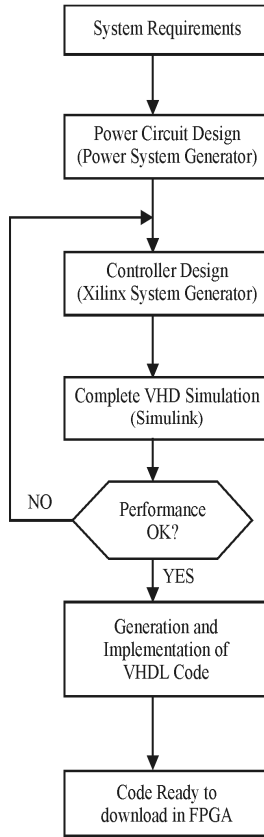 System Requirements
Power Circuit Design
(Power System Generator)
Controller Design
(Xilinx System Generator)
Complete VHD Simulation
(Simulink)
NO
Performance
OK?
YES
Generation and
Implementation of
VHDL Code
Code Ready to
download in FPGA